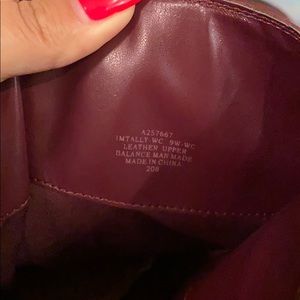 A257667
IMTALLY-WC 9W-WC
LEATHER UPPER
BALANCE MAN MADE
MADE IN CHINA
208